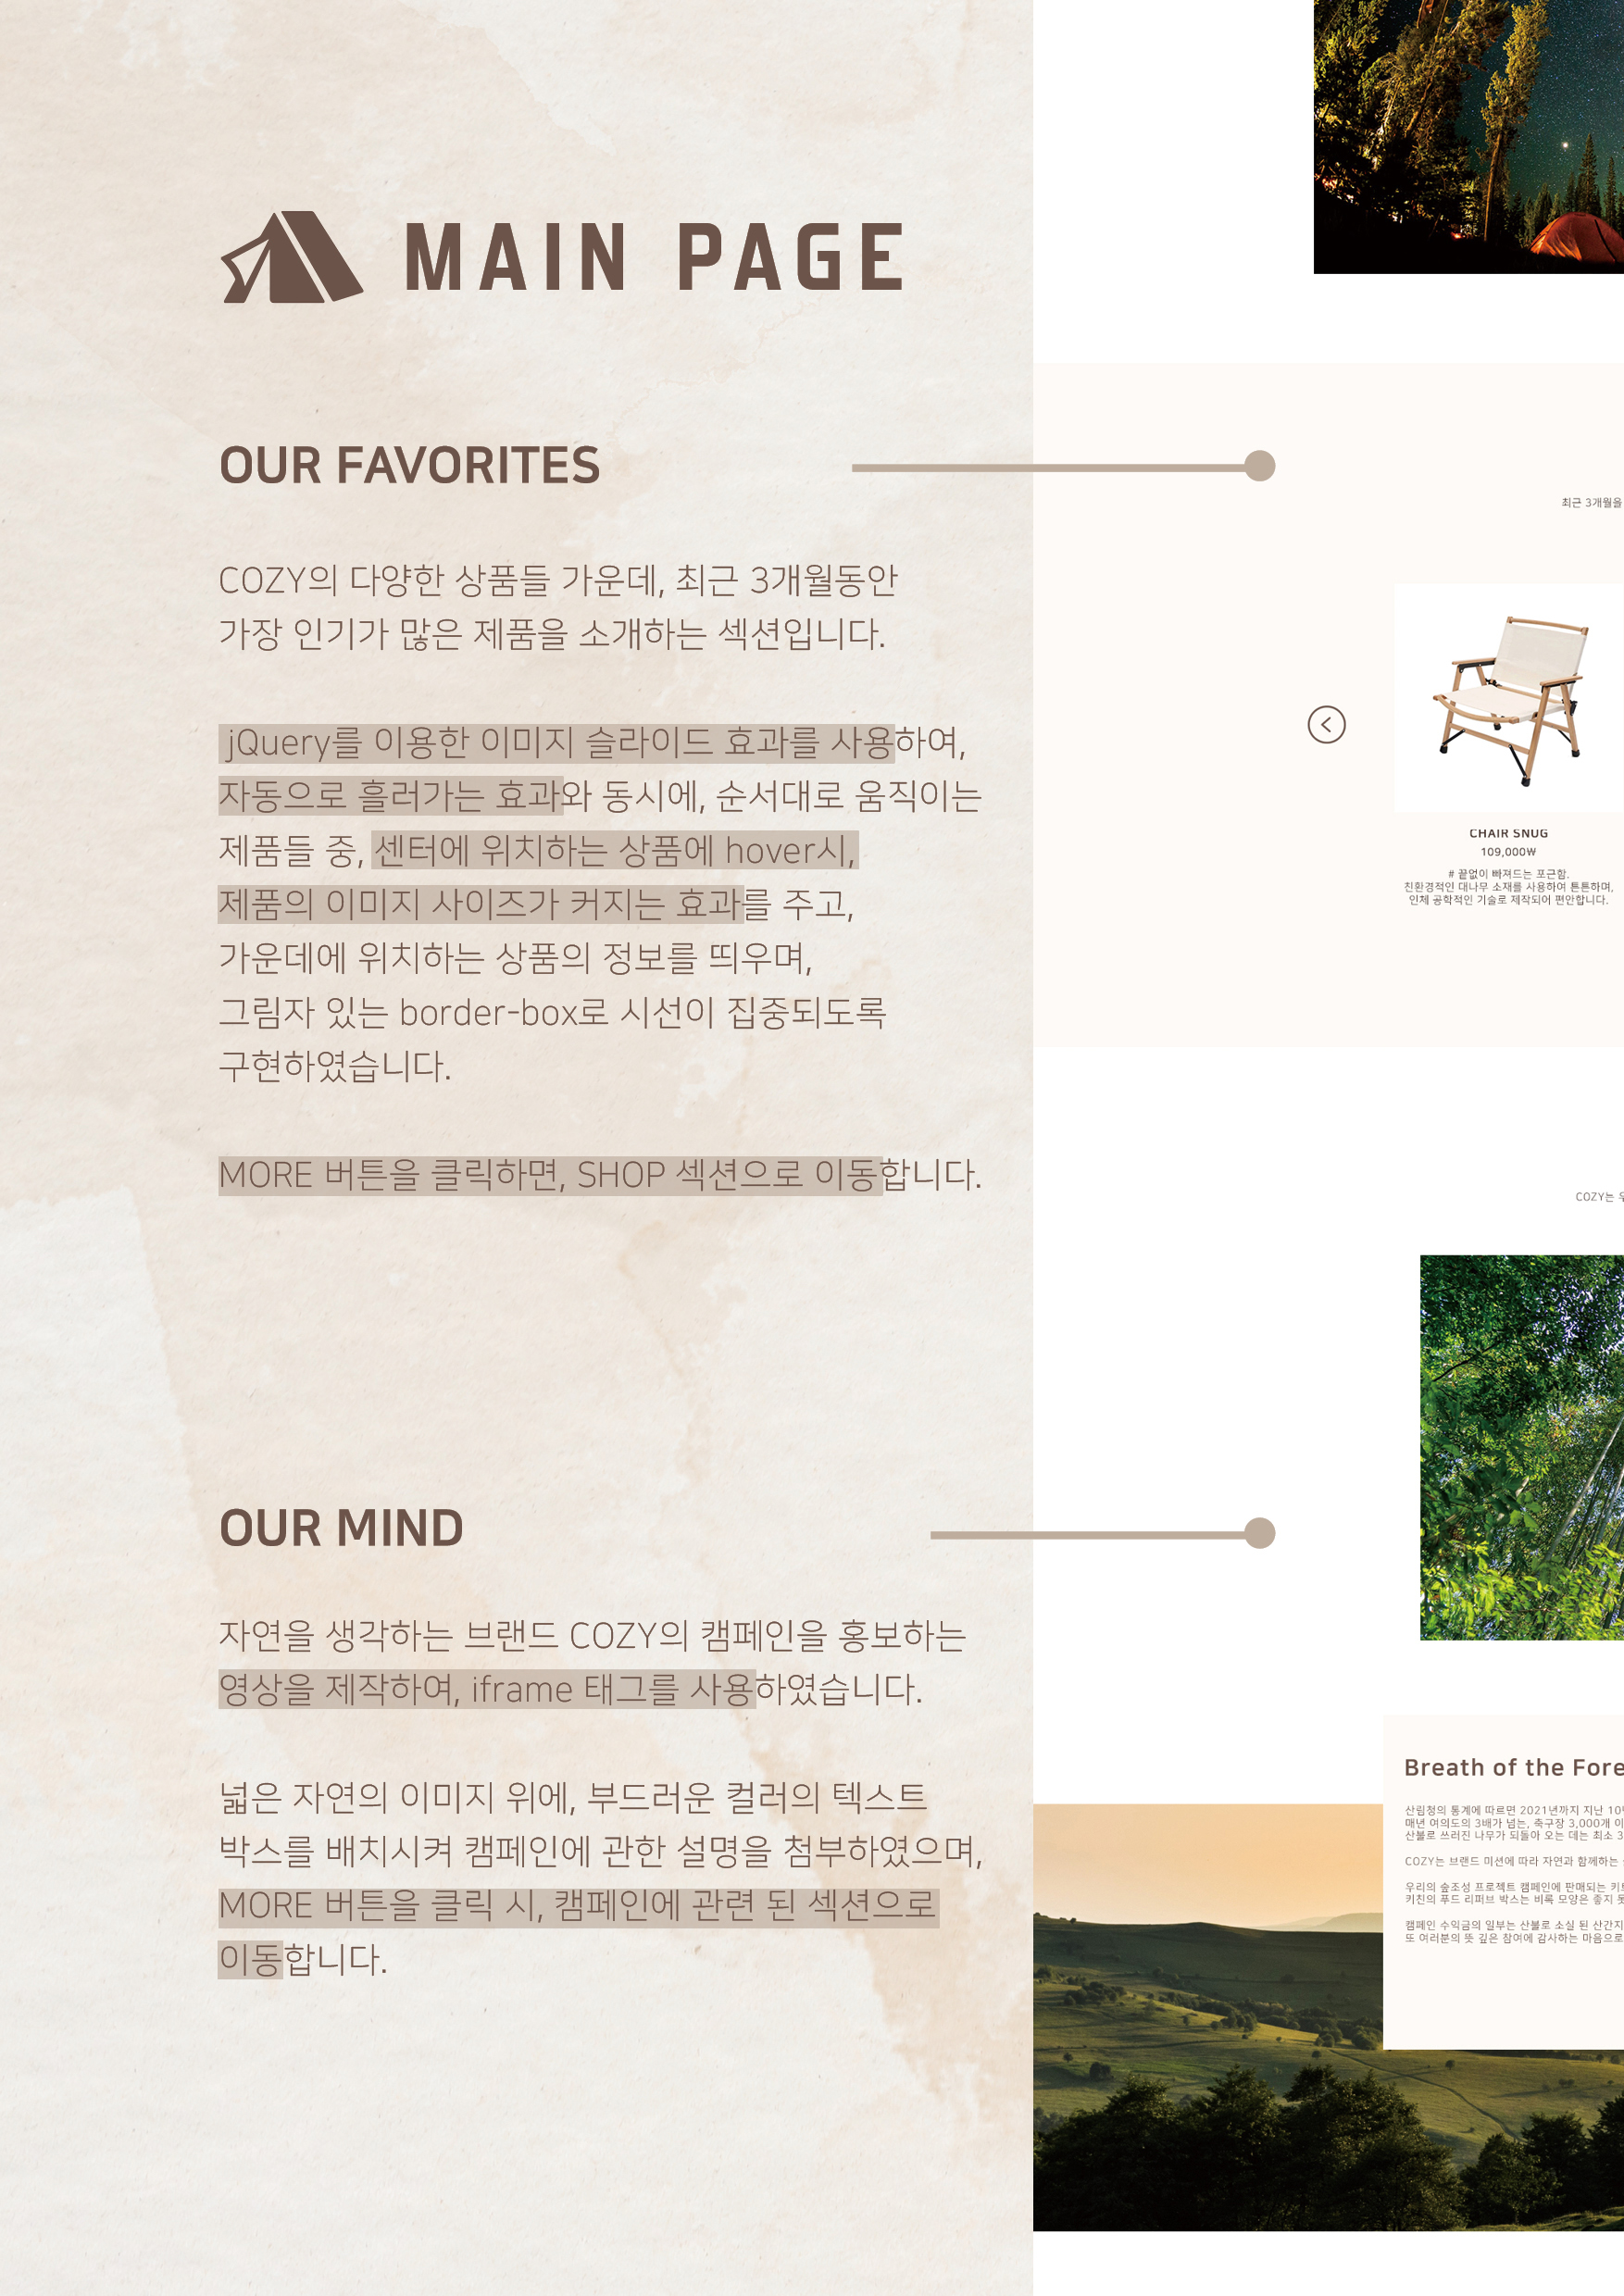 MAIN PAGE
OUR FAVORITES
COZY의 다양한 상품들 가운데, 최근 3개월동안
가장 인기가 많은 제품을 소개하는 섹션입니다.
jQuery를 이용한 이미지 슬라이드 효과를 사용하여,
자동으로 흘러가는 효과와 동시에, 순서대로 움직이는
제품들 중, 센터에 위치하는 상품에 hover시,
제품의 이미지 사이즈가 커지는 효과를 주고,
가운데에 위치하는 상품의 정보를 띄우며,
그림자 있는 border-box로 시선이 집중되도록
구현하였습니다.
MORE 버튼을 클릭하면, SHOP 섹션으로 이동합니다.
OUR MIND
자연을 생각하는 브랜드 COZY의 캠페인을 홍보하는
영상을 제작하여, iframe 태그를 사용하였습니다.
넓은 자연의 이미지 위에, 부드러운 컬러의 텍스트
박스를 배치시켜 캠페인에 관한 설명을 첨부하였으며,
MORE 버튼을 클릭 시, 캠페인에 관련 된 섹션으로
이동합니다.
최근 3개월을
CHAIR SNUG
109,000₩
# 끝없이 빠져드는 포근함.
친환경적인 대나무 소재를 사용하여 튼튼하며,
인체 공학적인 기술로 제작되어 편안합니다.
COZY는
Breath of the Fore
산림청의 통계에 따르면 2021년까지 지난
매년 여의도의 3배가 넘는, 축구장 3,000개
산불로 쓰러진 나무가 되돌아 오는 데는 최소
COZY는 브랜드 미션에 따라 자연과 함께하는
우리의 숲조성 프로젝트 캠페인에 판매되는
키친의 푸드 리퍼브 박스는 비록 모양은 좋지
캠페인 수익금의 일부는 산불로 소실 된
또 여러분의 뜻 깊은 참여에 감사하는 마음으로